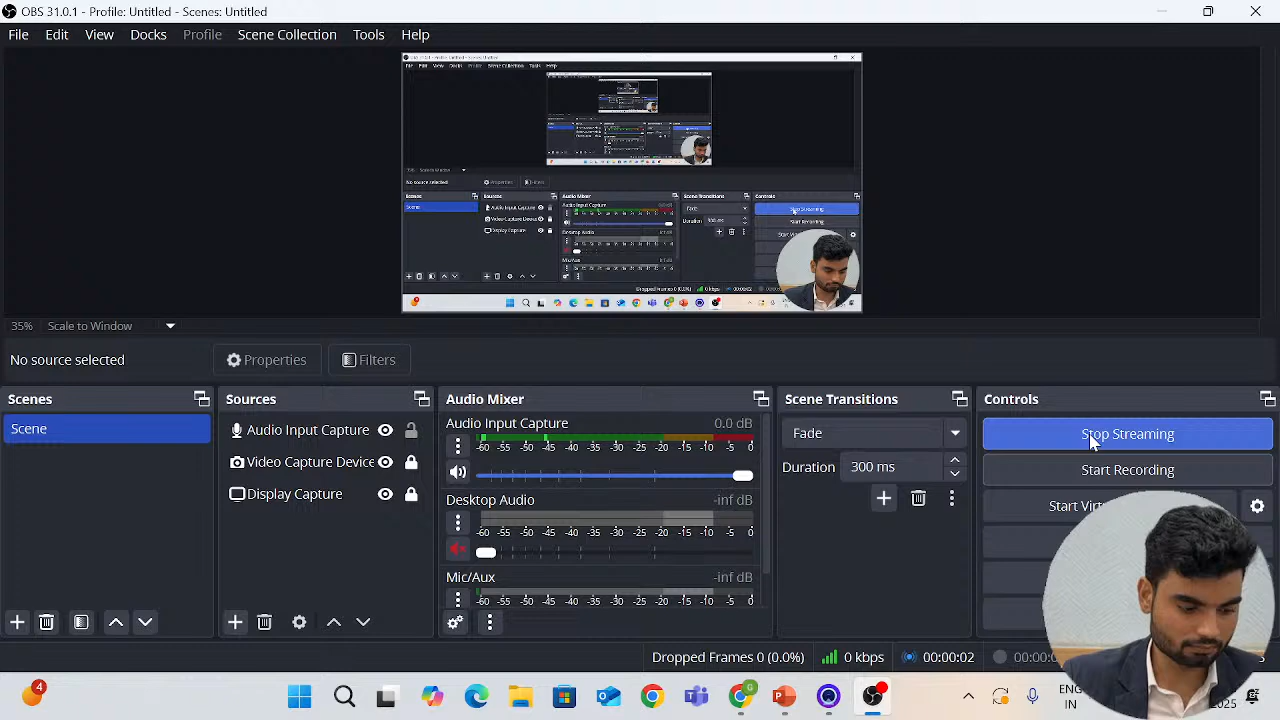 OBS 31.0.1 - Profile: Untitled - Scenes: Untitled
File Edit View Docks Profile Scene Collection Tools Help
33% Scale to Window
No source selected Properties Filters
Scenes Sources Audio Mixer Scene Transitions Controls
Scene
Audio Input Capture
Video Capture Device
Display Capture
Audio Input Capture 0.0 dB
-60 -55 -50 -45 -40 -35 -30 -25 -20 -15 -10 -5 0
Desktop Audio -inf dB
-60 -55 -50 -45 -40 -35 -30 -25 -20 -15 -10 -5 0
Mic/Aux -inf dB
-60 -55 -50 -45 -40 -35 -30 -25 -20 -15 -10 -5 0
Fade
Duration 300 ms
Stop Streaming
Start Recording
Start
Dropped Frames 0 (0.0%) 0 kbps 00:00:02
4
ENG
IN